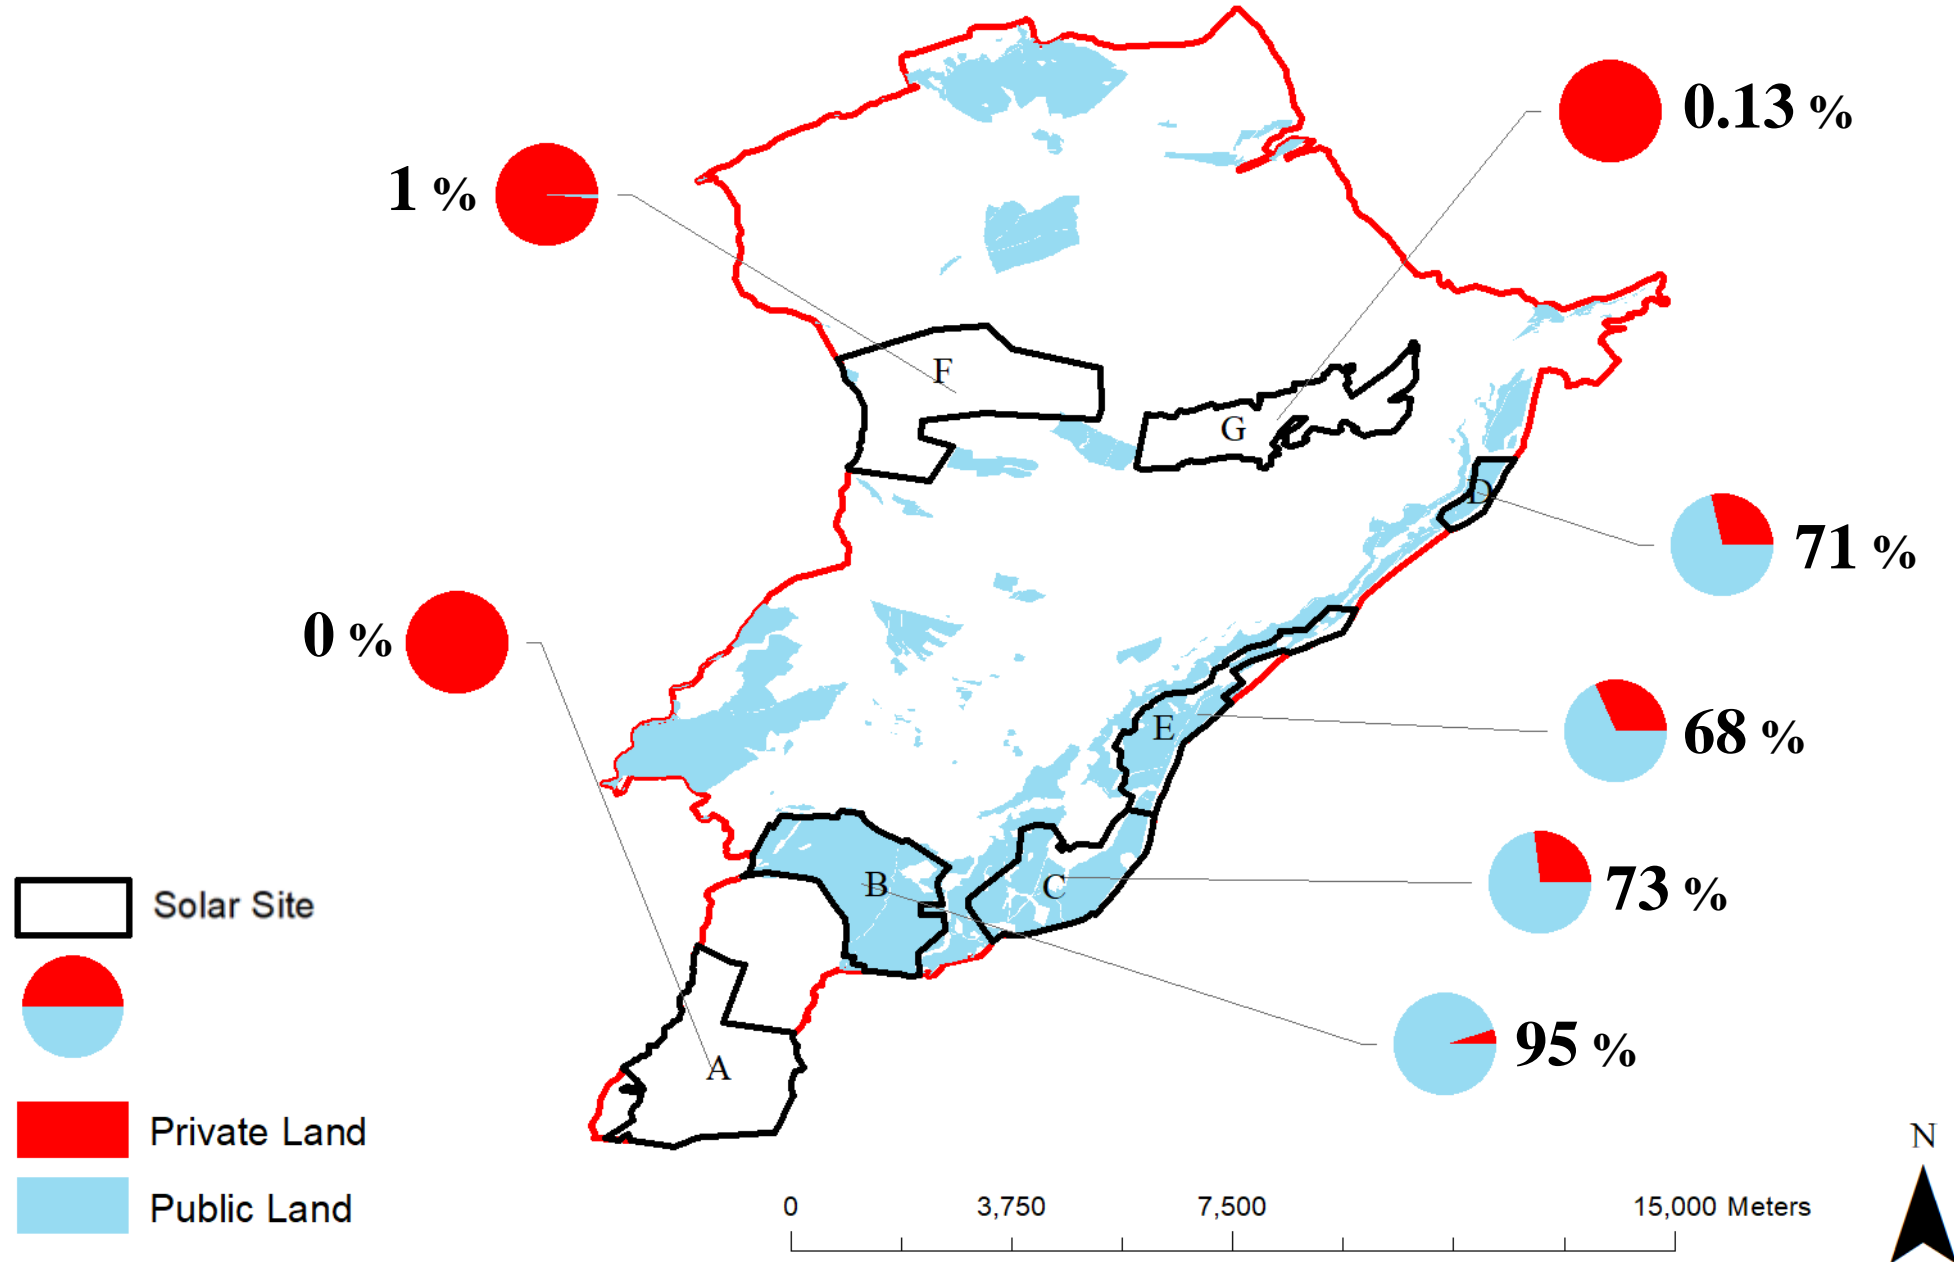 0.13 %
1 %
F
G
D
71 %
0 %
E
68 %
B
C
73 %
Solar Site
95 %
A
Private Land
Public Land
N
0 3,750 7,500 15,000 Meters